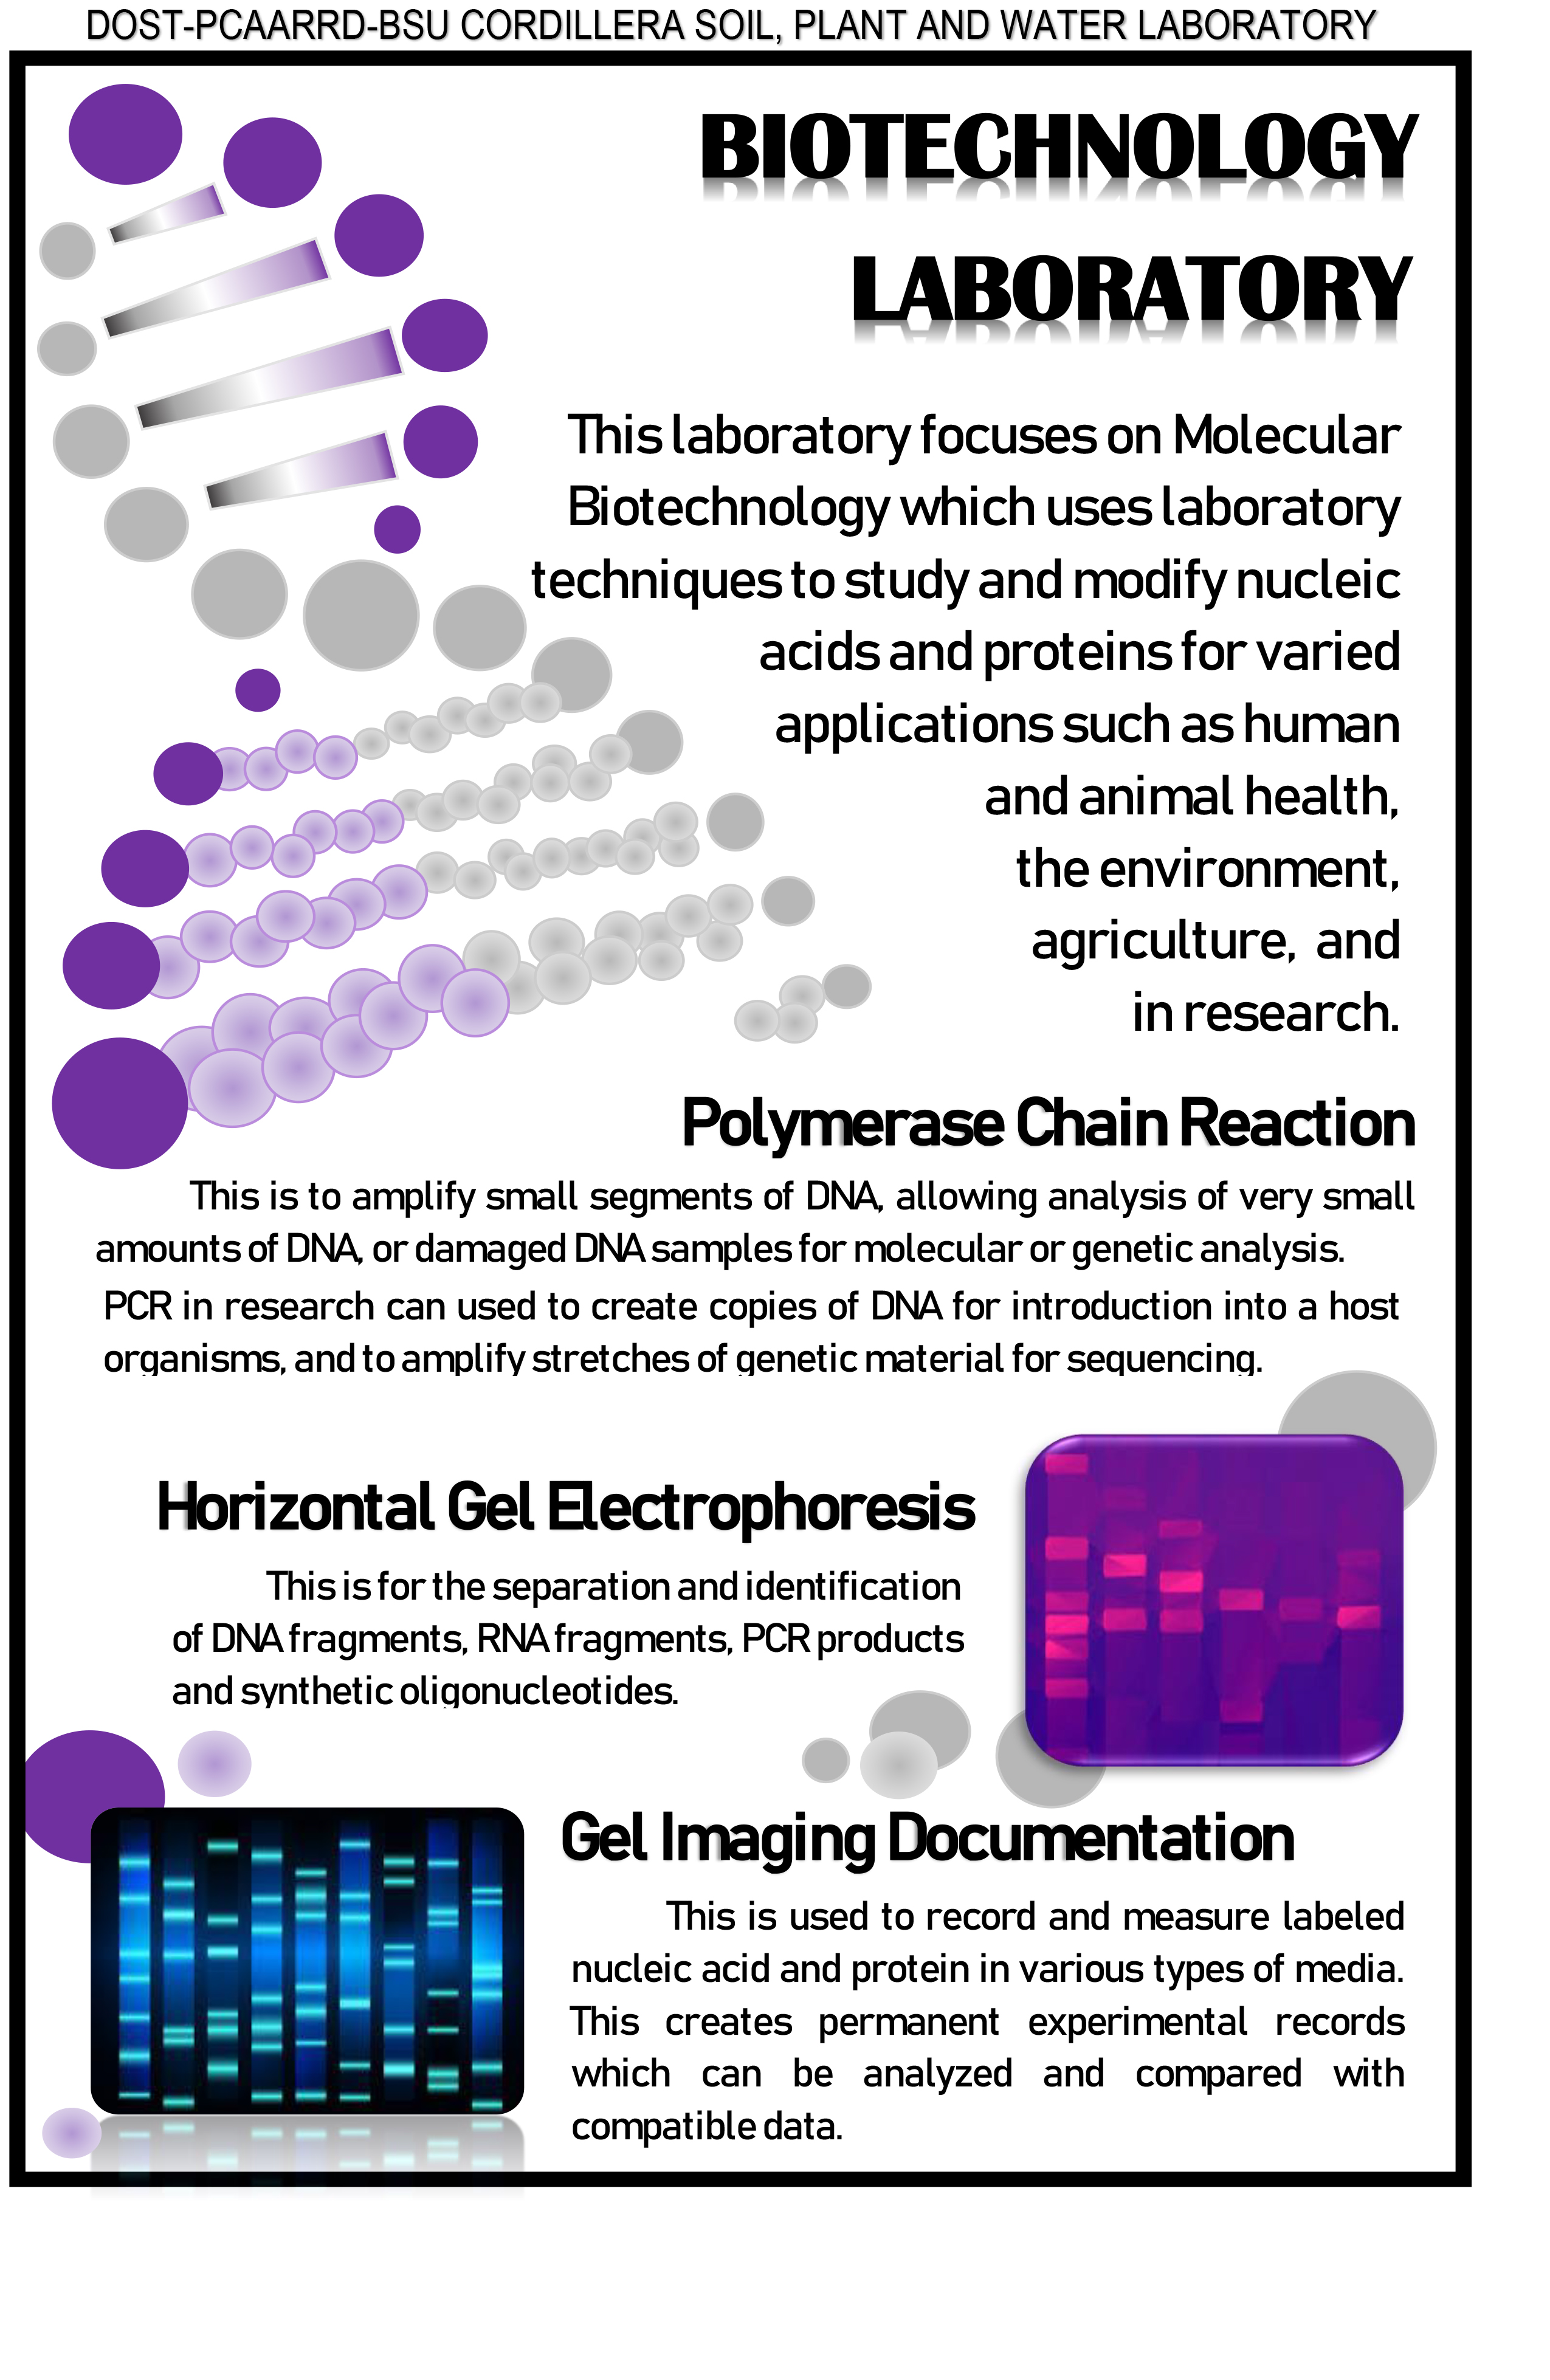 DOST-PCAARRD-BSU CORDILLERA SOIL, PLANT AND WATER LABORATORY
BIOTECHNOLOGY
LABORATORY
This laboratory focuses on Molecular
Biotechnology which uses laboratory
techniques to study and modify nucleic
acids and proteins for varied
applications such as human
and animal health,
the environment,
agriculture, and
in research.
Polymerase Chain Reaction
This is to amplify small segments of DNA, allowing analysis of very small
amounts of DNA, or damaged DNA samples for molecular or genetic analysis.
PCR in research can used to create copies of DNA for introduction into a host
organisms, and to amplify stretches of genetic material for sequencing.
Horizontal Gel Electrophoresis
This is for the separation and identification
of DNA fragments, RNA fragments, PCR products
and synthetic oligonucleotides.
Gel Imaging Documentation
This is used to record and measure labeled
nucleic acid and protein in various types of media.
This creates permanent experimental records
which can be analyzed and compared with
compatible data.